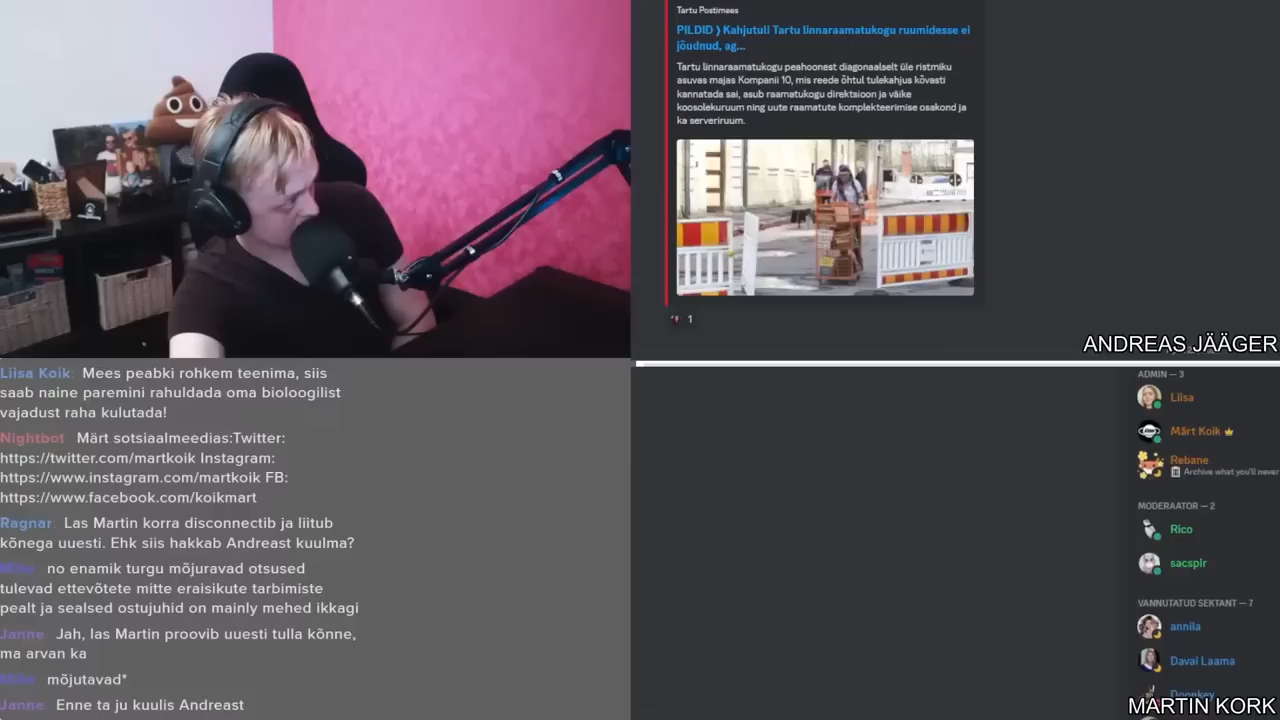 Tartu Postimees
PILDID ⟩ Kahjutuli Tartu linnaraamatukogu ruumidesse ei
jõudnud, ag...
Tartu linnaraamatukogu peahoonest diagonaalselt üle ristmiku
asuvas majas Kompanii 10, mis reede õhtul tulekahjus kõvasti
kannatada sai, asub raamatukogu direktsioon ja väike
koosolekuruum ning uute raamatute komplekteerimise osakond ja
ka serveriruum.
1
ANDREAS JÄÄGER
Liisa Koik: Mees peabki rohkem teenima, siis
saab naine paremini rahuldada oma bioloogilist
vajadust raha kulutada!
Nightbot: Märt sotsiaalmeedias:Twitter:
https://twitter.com/martkoik Instagram:
https://www.instagram.com/martkoik FB:
https://www.facebook.com/koikmart
Ragnar: Las Martin korra disconnectib ja liitub
kõnega uuesti. Ehk siis hakkab Andreast kuulma?
no enamik turgu mõjuravad otsused
tulevad ettevõtete mitte eraisikute tarbimiste
pealt ja sealsed ostujuhid on mainly mehed ikkagi
Janne: Jah, las Martin proovib uuesti tulla kõnne,
ma arvan ka
mõjutavad*
Janne: Enne ta ju kuulis Andreast
ADMIN — 3
Liisa
Märt Koik
Rebane
Archive what you'll never
MODERAATOR — 2
Rico
sacspir
VANNUTATUD SEKTANT — 7
annila
Daval Laama
MARTIN KORK